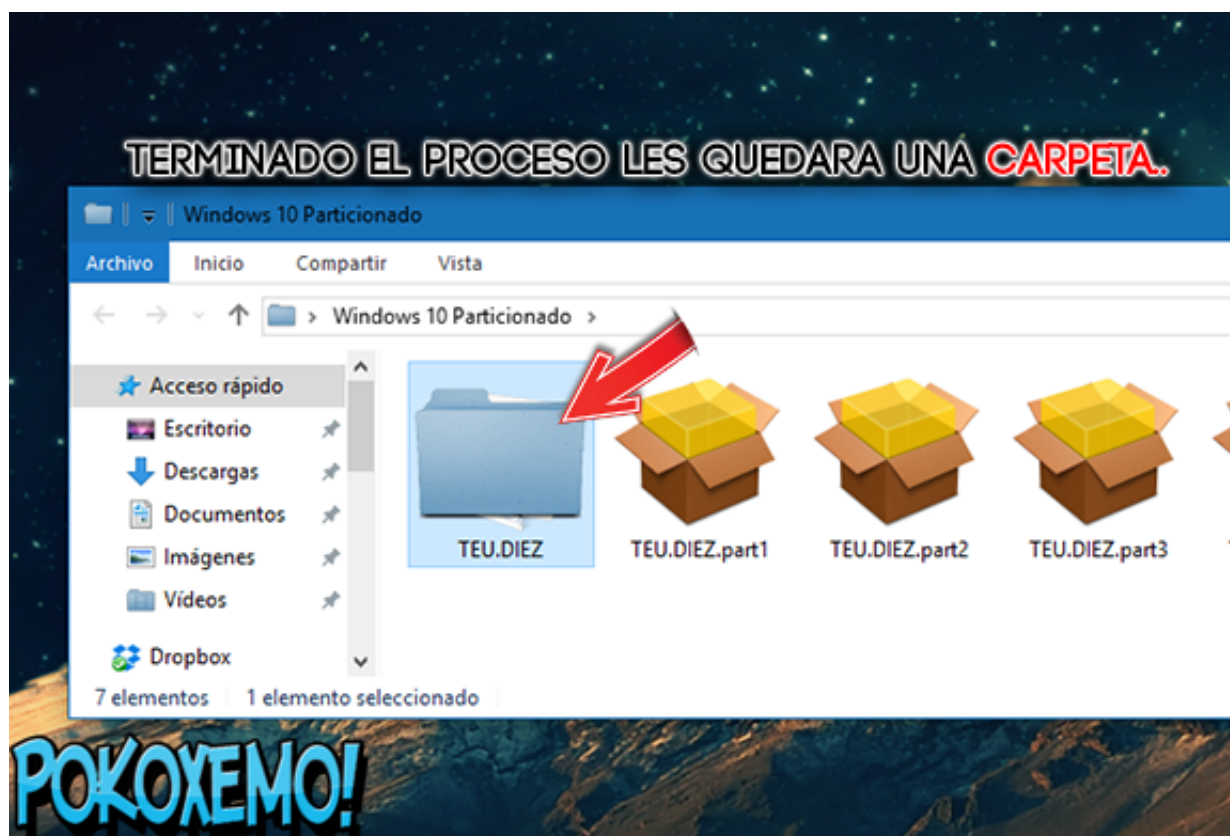 TERMINADO EL PROCESO LES QUEDARA UNA CARPETA..
Windows 10 Particionado
Archivo Inicio Compartir Vista
Windows 10 Particionado
Acceso rápido
Escritorio
Descargas
Documentos
Imágenes
Vídeos
Dropbox
TEU.DIEZ TEU.DIEZ.part1 TEU.DIEZ.part2 TEU.DIEZ.part3
7 elementos 1 elemento seleccionado
POKOXEMO!